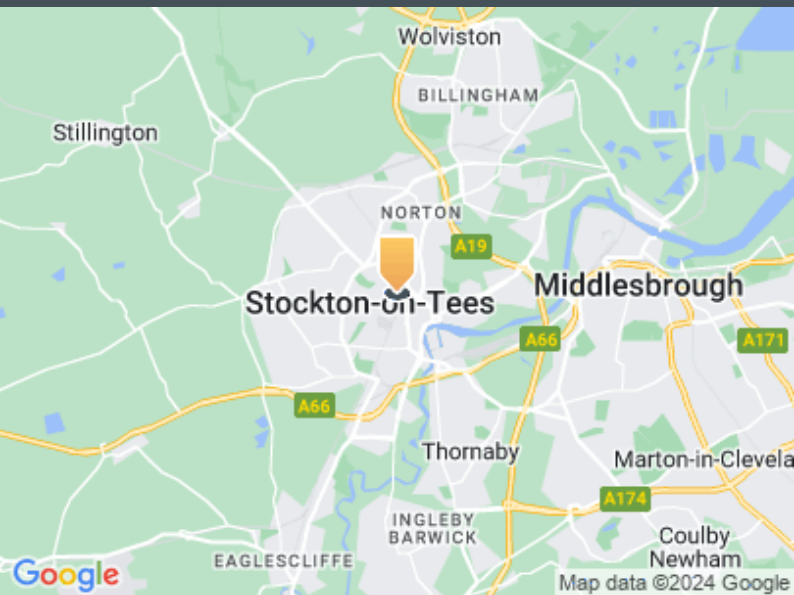 Wolviston
BILLINGHAM
Stillington
NORTON
A19
Middlesbrough
Stockton-on-Tees
A66
A171
A66
Thornaby
Marton-in-Clevela
A174
INGLEBY
BARWICK
Coulby
Newham
EAGLESCLIFFE
Google
Map data ©2024 Google